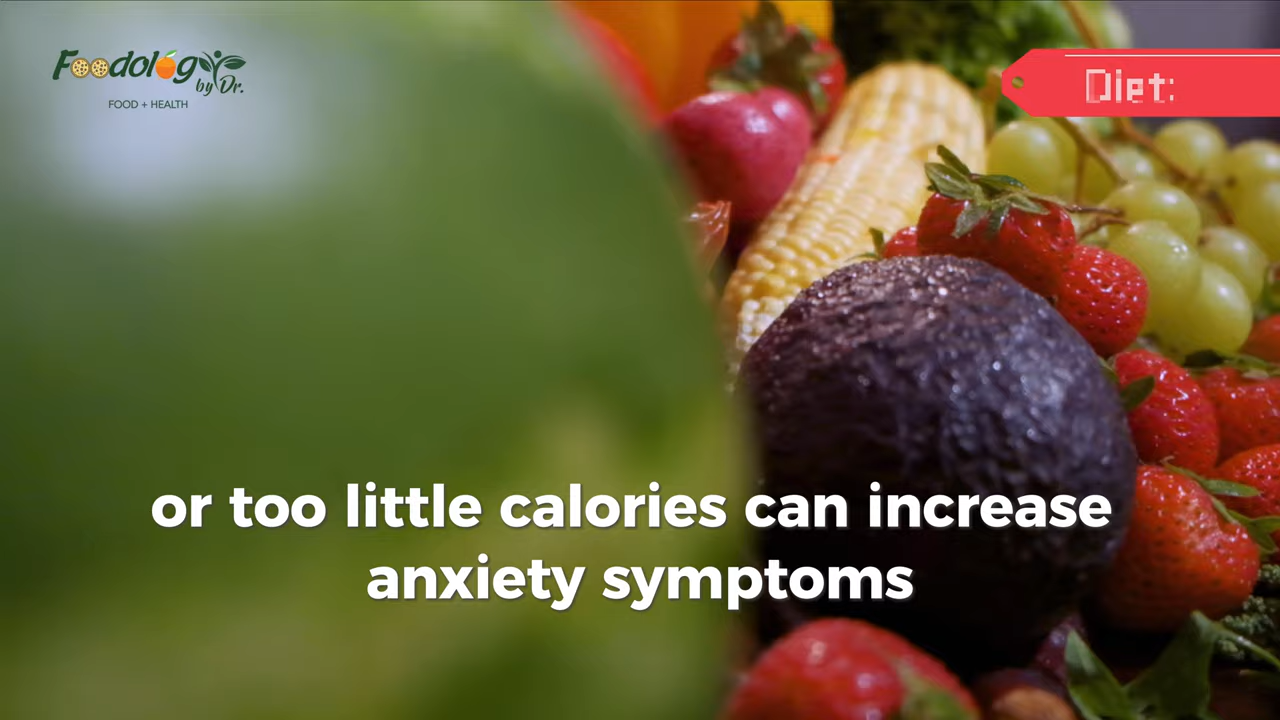 Foodology
by Dr.
FOOD + HEALTH
Diet:
or too little calories can increase
anxiety symptoms